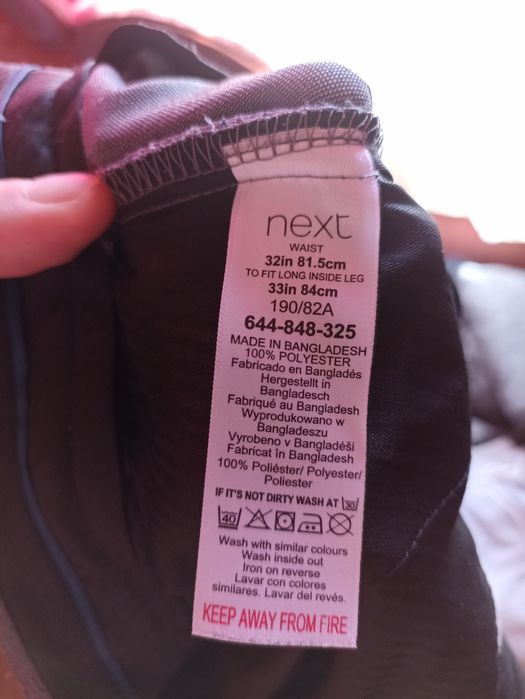 next
WAIST
32in 81.5cm
TO FIT LONG INSIDE LEG
33in 84cm
190/82A
644-848-325
MADE IN BANGLADESH
100% POLYESTER
Fabricado en Bangladés
Hergestellt in
Bangladesch
Fabriqué au Bangladesh
Wyprodukowano w
Bangladeszu
Vyrobeno v Bangladéši
Fabricat în Bangladesh
100% Poliéster/ Polyester/
Poliester
IF IT'S NOT DIRTY WASH AT 30
40
Wash with similar colours
Wash inside out
Iron on reverse
Lavar con colores
similares. Lavar del revés.
KEEP AWAY FROM FIRE